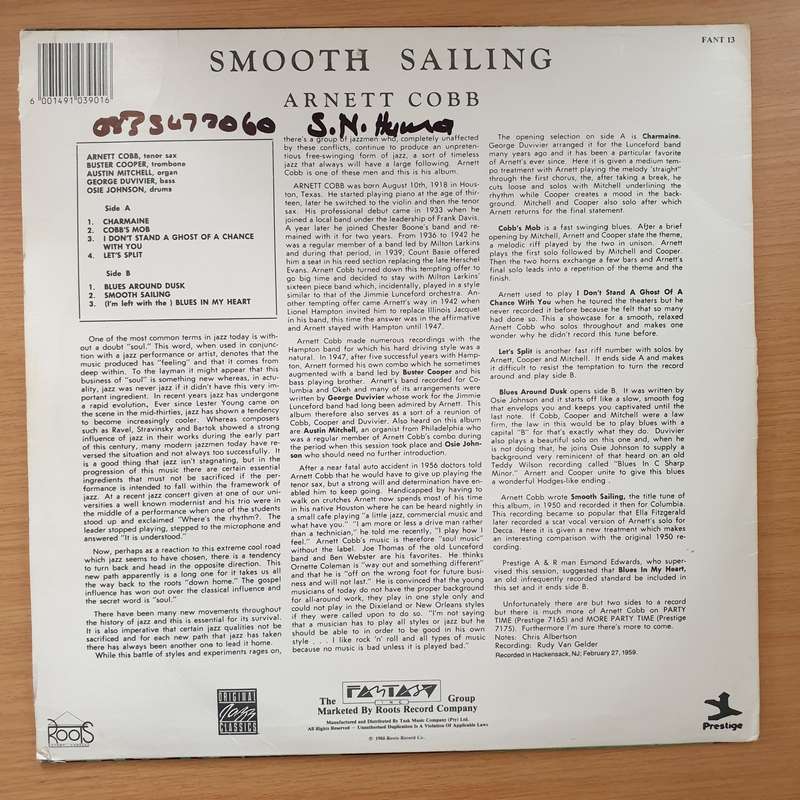 FANT 13
SMOOTH SAILING
ARNETT COBB
6 001491 039016
ARNETT COBB, tenor sax
BUSTER COOPER, trombone
AUSTIN MITCHELL, organ
GEORGE DUVIVIER, bass
OSIE JOHNSON, drums
Side A
1. CHARMAINE
2. COBB'S MOB
3. I DON'T STAND A GHOST OF A CHANCE
WITH YOU
4. LET'S SPLIT
Side B
1. BLUES AROUND DUSK
2. SMOOTH SAILING
3. (I'm left with the ) BLUES IN MY HEART
One of the most common terms in jazz today is with-
out a doubt "soul." This word, when used in conjunc-
tion with a jazz performance or artist, denotes that the
music produced has "feeling" and that it comes from
deep within. To the layman it might appear that this
business of "soul" is something new whereas, in actu-
ality, jazz was never jazz if it didn't have this very im-
portant ingredient. In recent years jazz has undergone
a rapid evolution. Ever since Lester Young came on
the scene in the mid-thirties, jazz has shown a tendency
to become increasingly cooler. Whereas composers
such as Ravel, Stravinsky and Bartok showed a strong
influence of jazz in their works during the early part
of this century, many modern jazzmen today have re-
versed the situation and not always too successfully. It
is a good thing that jazz isn't stagnating, but in the
progression of this music there are certain essential
ingredients that must not be sacrificed if the per-
formance is intended to fall within the framework of
jazz. At a recent jazz concert given at one of our uni-
versities a well known modernist and his trio were in
the middle of a performance when one of the students
stood up and exclaimed "Where's the rhythm?. The
leader stopped playing, stepped to the microphone and
answered "It is understood."
Now, perhaps as a reaction to this extreme cool road
which jazz seems to have chosen, there is a tendency
to turn back and head in the opposite direction. This
new path apparently is a long one for it takes us all
the way back to the roots "down home." The gospel
influence has won out over the classical influence and
the secret word is "soul."
There have been many new movements throughout
the history of jazz and this is essential for its survival.
It is also imperative that certain jazz qualities not be
sacrificed and for each new path that jazz has taken
there has always been another one to lead it home.
While this battle of styles and experiments rages on,
there's a group of jazzmen who, completely unaffected
by these conflicts, continue to produce an unpreten-
tious free-swinging form of jazz, a sort of timeless
jazz that always will have a large following. Arnett
Cobb is one of these men and this is his album.
ARNETT COBB was born August 10th, 1918 in Hous-
ton, Texas. He started playing piano at the age of thir-
teen, later he switched to the violin and then the tenor
sax. His professional debut came in 1933 when he
joined a local band under the leadership of Frank Davis.
A year later he joined Chester Boone's band and re-
mained with it for two years. From 1936 to 1942 he
was a regular member of a band led by Milton Larkins
and during that period, in 1939, Count Basie offered
him a seat in his reed section replacing the late Herschel
Evans. Arnett Cobb turned down this tempting offer to
go big time and decided to stay with Milton Larkins'
sixteen piece band which, incidentally, played in a style
similar to that of the Jimmie Lunceford orchestra. An-
other tempting offer came Arnett's way in 1942 when
Lionel Hampton invited him to replace Illinois Jacquet
in his band, this time the answer was in the affirmative
and Arnett stayed with Hampton until 1947.
Arnett Cobb made numerous recordings with the
Hampton band for which his hard driving style was a
natural. In 1947, after five successful years with Hamp-
ton, Arnett formed his own combo which he sometimes
augmented with a band led by Buster Cooper and his
bass playing brother. Arnett's band recorded for Co-
lumbia and Okeh and many of its arrangements were
written by George Duvivier whose work for the Jimmie
Lunceford band had long been admired by Arnett. This
album therefore also serves as a sort of a reunion of
Cobb, Cooper and Duvivier. Also heard on this album
are Austin Mitchell, an organist from Philadelphia who
was a regular member of Arnett Cobb's combo during
the period when this session took place and Osie John-
son who should need no further introduction.
After a near fatal auto accident in 1956 doctors told
Arnett Cobb that he would have to give up playing the
tenor sax, but a strong will and determination have en-
abled him to keep going. Handicapped by having to
walk on crutches Arnett now spends most of his time
in his native Houston where he can be heard nightly in
a small cafe playing "a little jazz, commercial music and
what have you." "I am more or less a drive man rather
than a technician," he told me recently, "I play how I
feel." Arnett Cobb's music is therefore "soul music"
without the label. Joe Thomas of the old Lunceford
band and Ben Webster are his favorites. He thinks
Ornette Coleman is "way out and something different"
and that he is "off on the wrong foot for future busi-
ness and will not last." He is convinced that the young
musicians of today do not have the proper background
for all-around work, they play in one style only and
could not play in the Dixieland or New Orleans styles
if they were called upon to do so. "I'm not saying
that a musician has to play all styles or jazz but he
should be able to in order to be good in his own
style . . . I like rock 'n' roll and all types of music
because no music is bad unless it is played bad."
The opening selection on side A is Charmaine.
George Duvivier arranged it for the Lunceford band
many years ago and it has been a particular favorite
of Arnett's ever since. Here it is given a medium tem-
po treatment with Arnett playing the melody 'straight"
through the first chorus, the, after taking a break, he
cuts loose and solos with Mitchell underlining the
rhythm while Cooper creates a mood in the back-
ground. Mitchell and Cooper also solo after which
Arnett returns for the final statement.
Cobb's Mob is a fast swinging blues. After a brief
opening by Mitchell, Arnett and Cooper state the theme,
a melodic riff played by the two in unison. Arnett
plays the first solo followed by Mitchell and Cooper.
Then the two horns exchange a few bars and Arnett's
final solo leads into a repetition of the theme and the
finish.
Arnett used to play I Don't Stand A Ghost Of A
Chance With You when he toured the theaters but he
never recorded it before because he felt that so many
had done so. This a showcase for a smooth, relaxed
Arnett Cobb who solos throughout and makes one
wonder why he didn't record this tune before.
Let's Split is another fast riff number with solos by
Arnett, Cooper and Mitchell. It ends side A and makes
it difficult to resist the temptation to turn the record
around and play side B.
Blues Around Dusk opens side B. It was written by
Osie Johnson and it starts off like a slow, smooth fog
that envelops you and keeps you captivated until the
last note. If Cobb, Cooper and Mitchell were a law
firm, the law in this would be to play blues with a
capital "B" for that's exactly what they do. Duvivier
also plays a beautiful solo on this one and, when he
is not doing that, he joins Osie Johnson to supply a
background very reminiscent of that heard on an old
Teddy Wilson recording called "Blues In C Sharp
Minor." Arnett and Cooper unite to give this blues
a wonderful Hodges-like ending .
Arnett Cobb wrote Smooth Sailing, the title tune of
this album, in 1950 and recorded it then for Columbia.
This recording became so popular that Ella Fitzgerald
later recorded a scat vocal version of Arnett's solo for
Decca. Here it is given a new treatment which makes
an interesting comparison with the original 1950 re-
cording.
Prestige A & R man Esmond Edwards, who super-
vised this session, suggested that Blues In My Heart,
an old infrequently recorded standard be included in
this set and it ends side B.
Unfortunately there are but two sides to a record
but there is much more of Arnett Cobb on PARTY
TIME (Prestige 7165) and MORE PARTY TIME (Prestige
7175). Furthermore I'm sure there's more to come.
Notes: Chris Albertson
Recording: Rudy Van Gelder
Recorded in Hackensack, NJ; February 27, 1959.
ROOTS
ORIGINAL
Jazz
CLASSICS
The FANTASY INC Group
Marketed By Roots Record Company
Manufactured and Distributed By Tusk Music Company (Pty) Ltd.
All Rights Reserved – Unauthorised Duplication Is A Violation Of Applicable Laws
© 1988 Roots Record Co.
Prestige